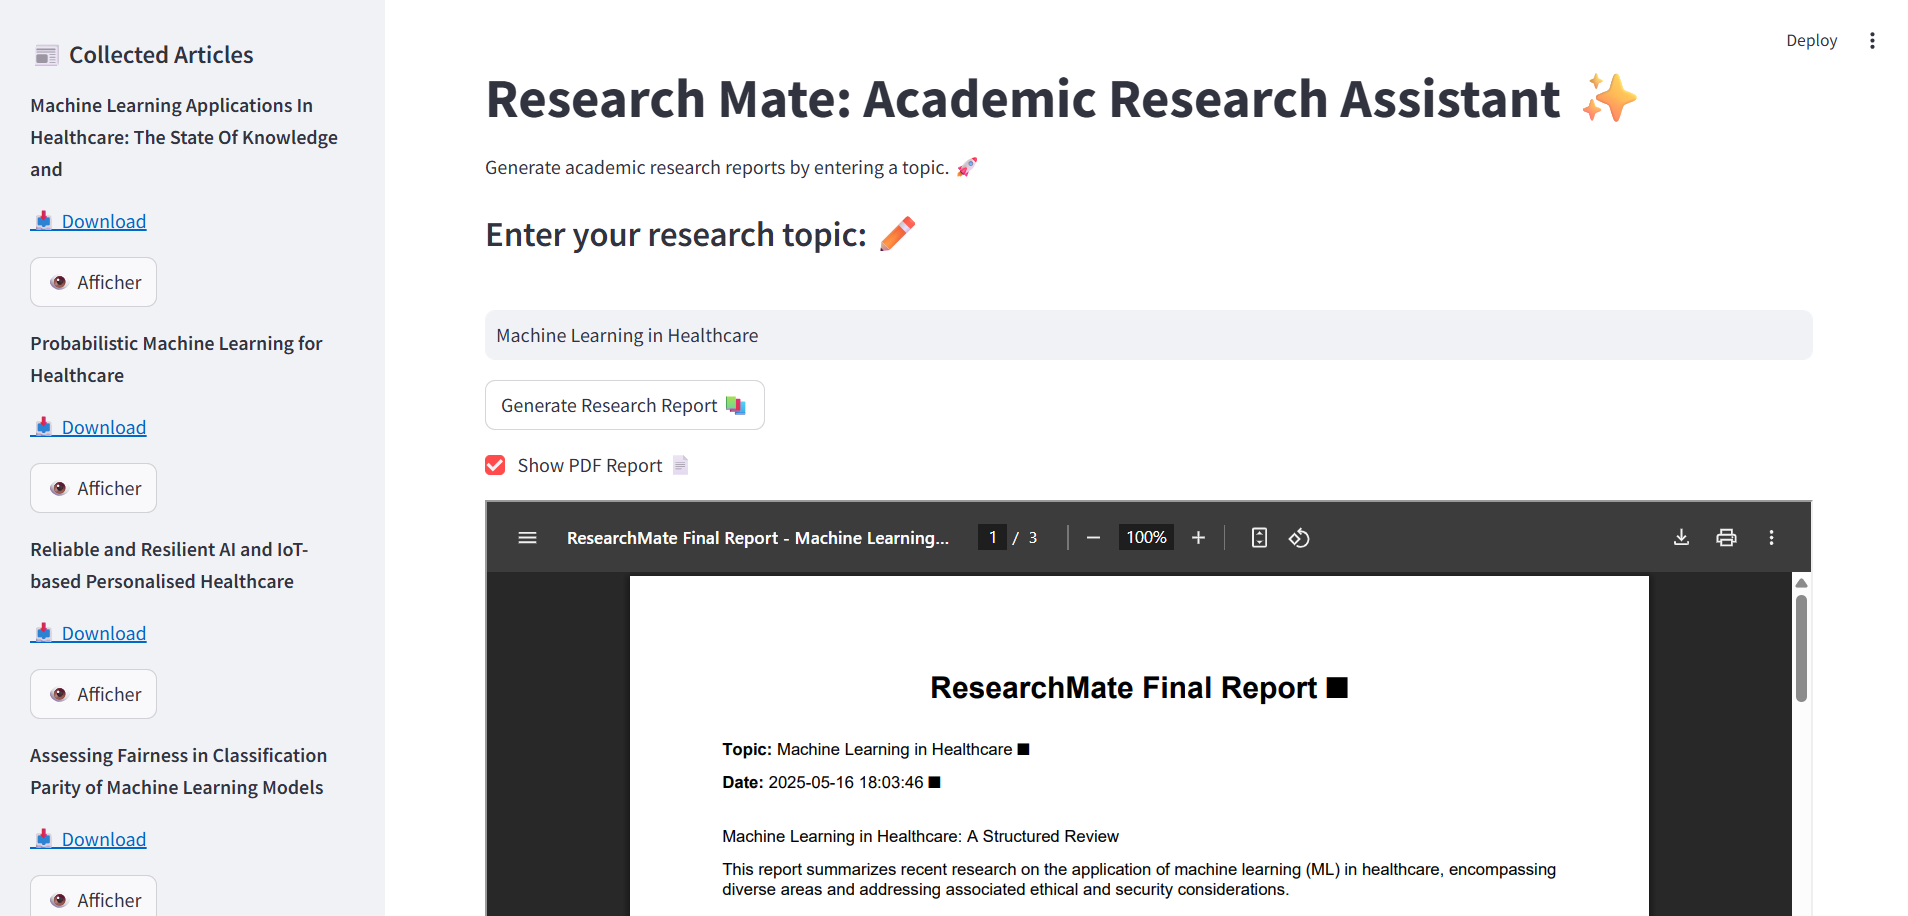 Collected Articles
Machine Learning Applications In
Healthcare: The State Of Knowledge
and
Download
Afficher
Probabilistic Machine Learning for
Healthcare
Download
Afficher
Reliable and Resilient AI and IoT-
based Personalised Healthcare
Download
Afficher
Assessing Fairness in Classification
Parity of Machine Learning Models
Download
Afficher
Deploy
Research Mate: Academic Research Assistant ✨
Generate academic research reports by entering a topic. 🚀
Enter your research topic: ✏️
Machine Learning in Healthcare
Generate Research Report
Show PDF Report
ResearchMate Final Report - Machine Learning... 1 / 3 − 100% +
ResearchMate Final Report ■
Topic: Machine Learning in Healthcare ■
Date: 2025-05-16 18:03:46 ■
Machine Learning in Healthcare: A Structured Review
This report summarizes recent research on the application of machine learning (ML) in healthcare, encompassing
diverse areas and addressing associated ethical and security considerations.